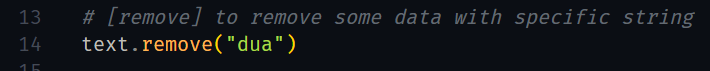 13 # [remove] to remove some data with specific string
14 text.remove("dua")
15